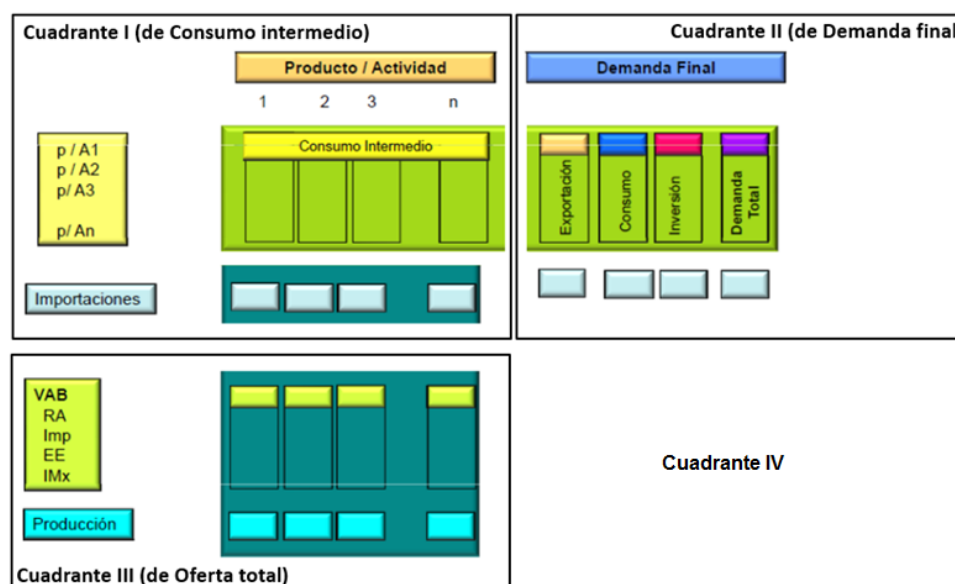 Cuadrante I (de Consumo intermedio)
Cuadrante II (de Demanda final
Producto / Actividad
Demanda Final
1 2 3 n
p / A1
p / A2
p/ A3
p/ An
Consumo Intermedio
Exportación
Consumo
Inversión
Demanda
Total
Importaciones
VAB
RA
Imp
EE
IMx
Producción
Cuadrante III (de Oferta total)
Cuadrante IV